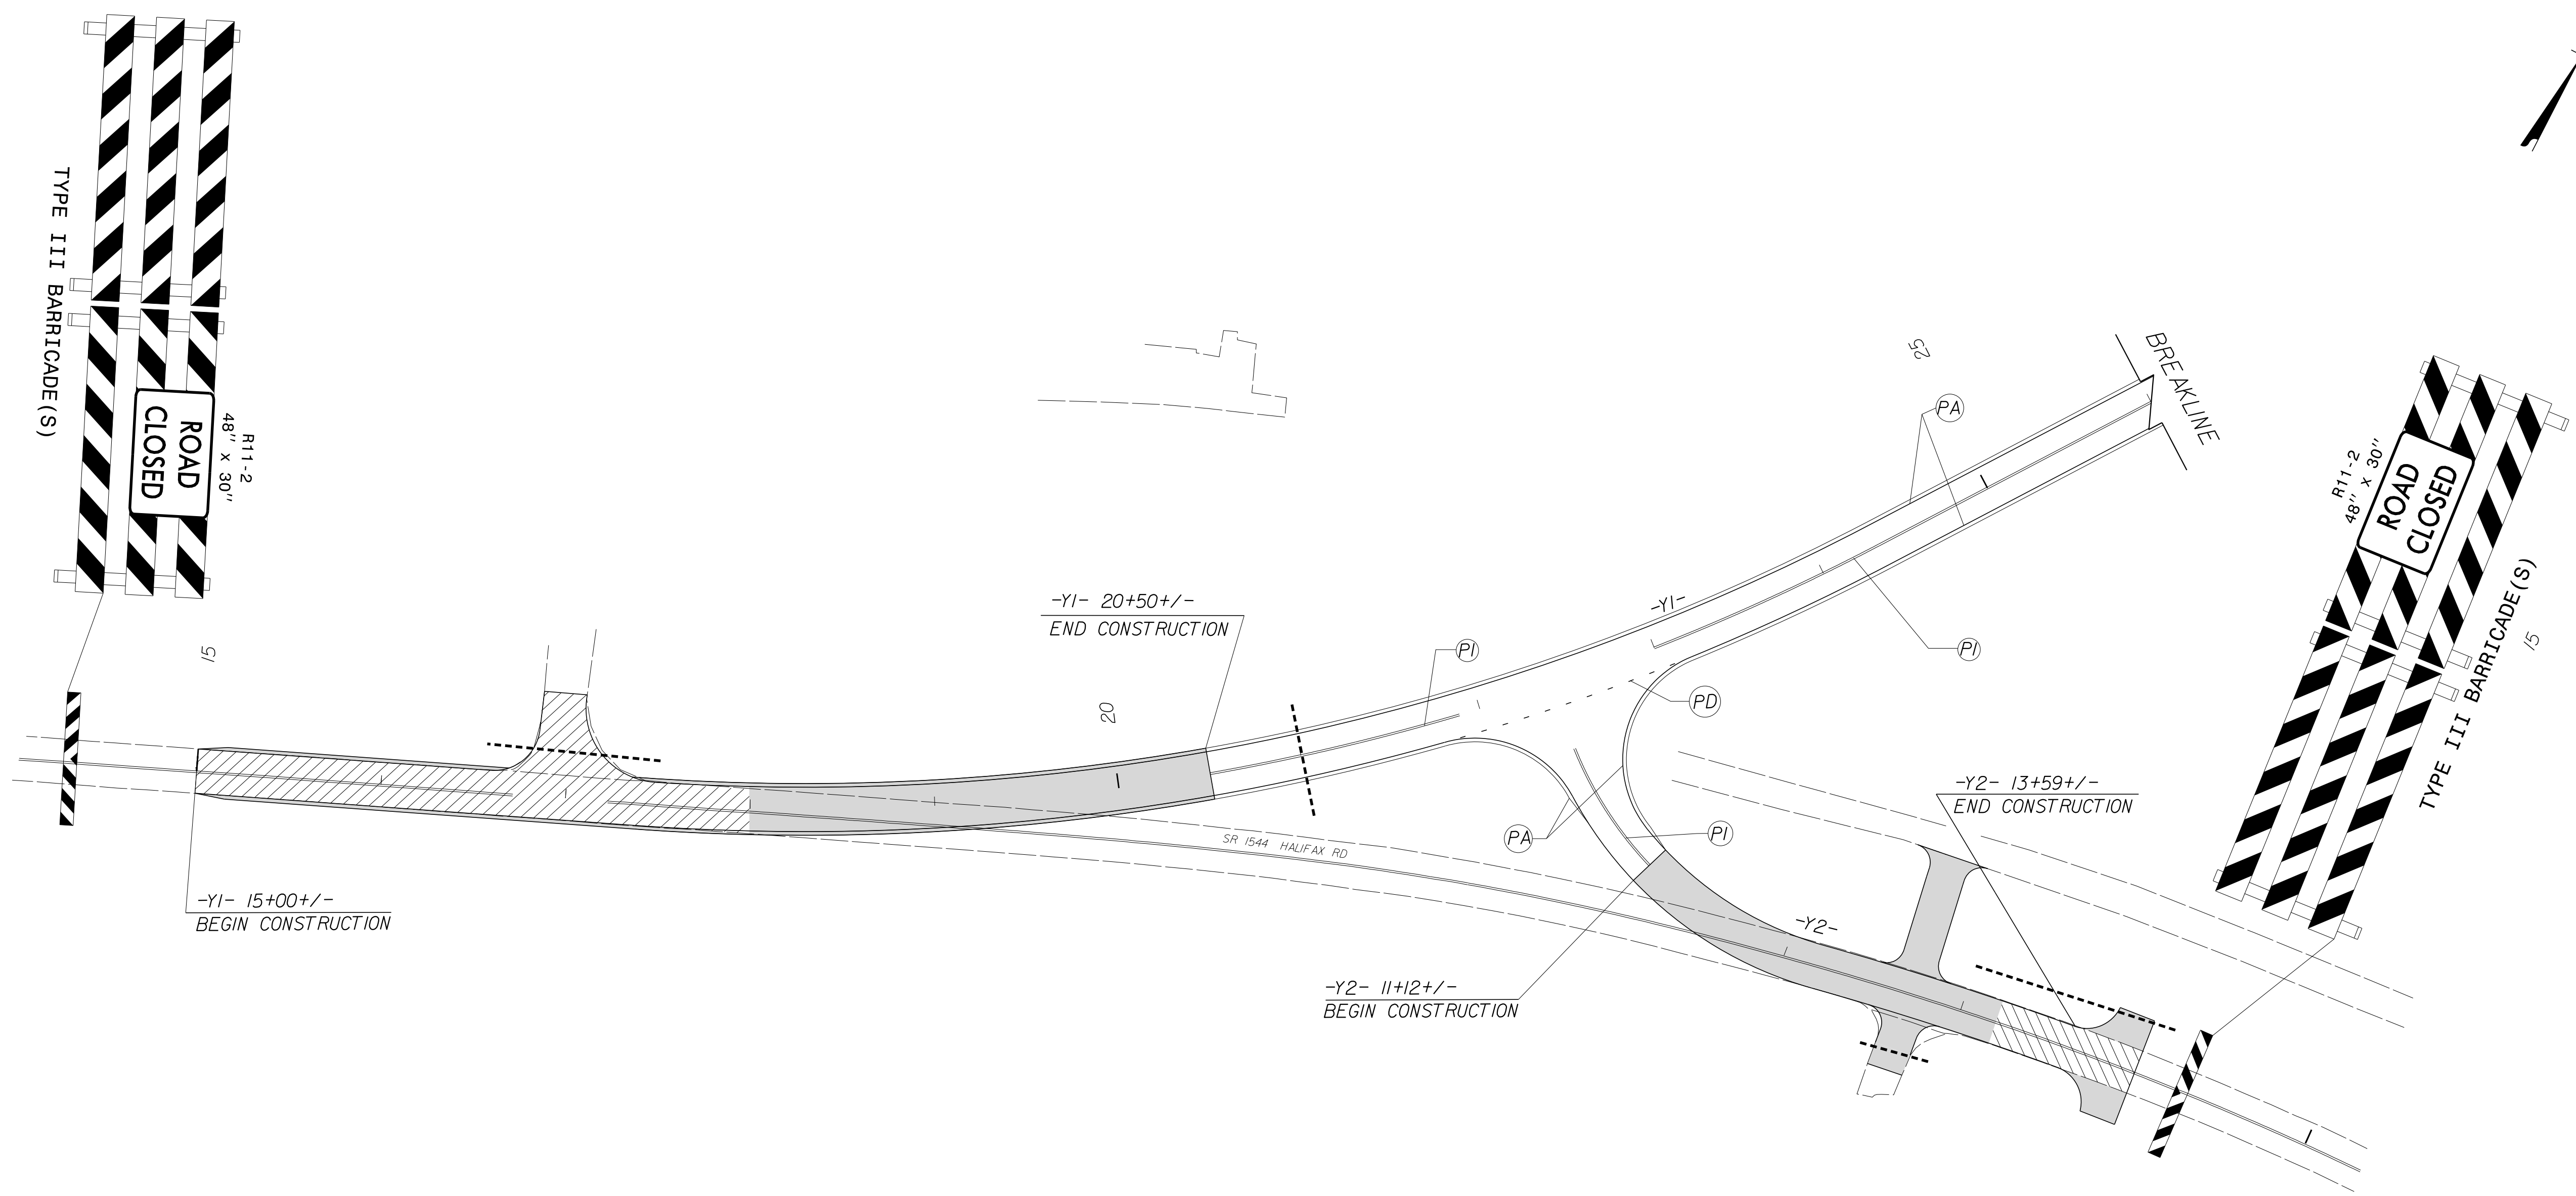 TYPE III BARRICADE(S)
ROAD
CLOSED
R11-2
48" x 30"
15
-Y1- 15+00+/-
BEGIN CONSTRUCTION
-Y1- 20+50+/-
END CONSTRUCTION
20
SR 1544 HALIFAX RD
PI
-Y1-
25
PA
BREAKLINE
PI
PD
PA
PI
-Y2- 11+12+/-
BEGIN CONSTRUCTION
-Y2-
-Y2- 13+59+/-
END CONSTRUCTION
R11-2
48" x 30"
ROAD
CLOSED
TYPE III BARRICADE(S)
15